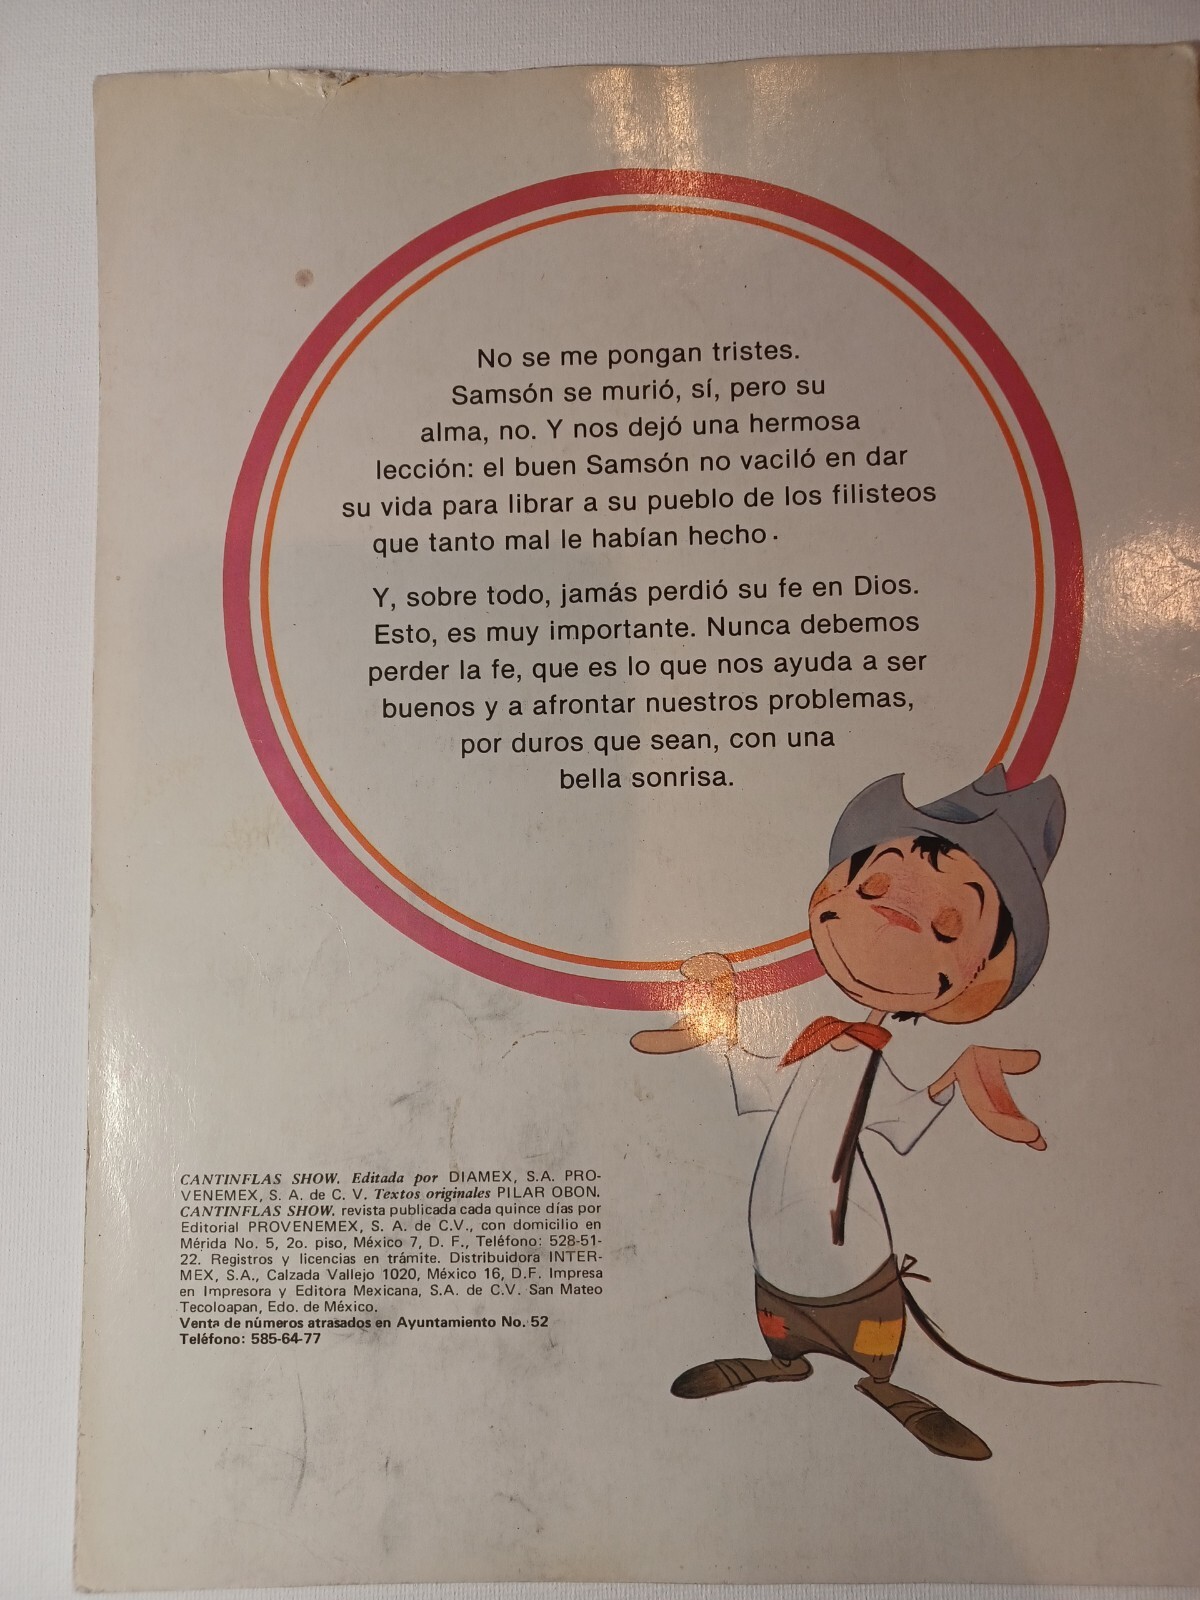 No se me pongan tristes.
Samsón se murió, sí, pero su
alma, no. Y nos dejó una hermosa
lección: el buen Samsón no vaciló en dar
su vida para librar a su pueblo de los filisteos
que tanto mal le habían hecho.
Y, sobre todo, jamás perdió su fe en Dios.
Esto, es muy importante. Nunca debemos
perder la fe, que es lo que nos ayuda a ser
buenos y a afrontar nuestros problemas,
por duros que sean, con una
bella sonrisa.
CANTINFLAS SHOW. Editada por DIAMEX, S.A. PRO-
VENEMEX, S. A. de C. V. Textos originales PILAR OBON.
CANTINFLAS SHOW. revista publicada cada quince días por
Editorial PROVENEMEX, S. A. de C.V., con domicilio en
Mérida No. 5, 2o. piso, México 7, D. F., Teléfono: 528-51-
22. Registros y licencias en trámite. Distribuidora INTER-
MEX, S.A., Calzada Vallejo 1020, México 16, D.F. Impresa
en Impresora y Editora Mexicana, S.A. de C.V. San Mateo
Tecoloapan, Edo. de México.
Venta de números atrasados en Ayuntamiento No. 52
Teléfono: 585-64-77